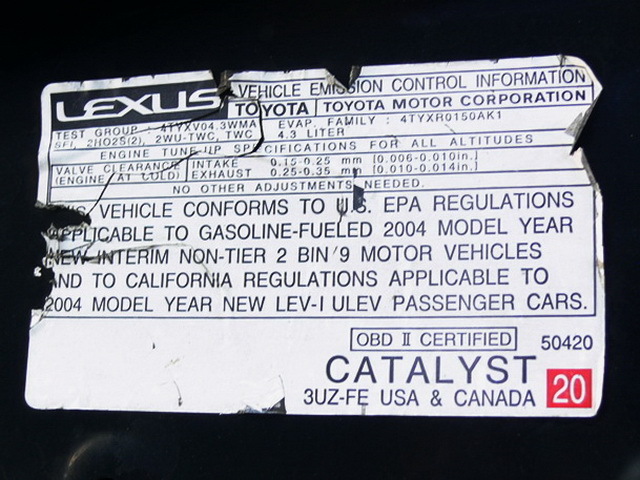 LEXUS VEHICLE EMISSION CONTROL INFORMATION
TOYOTA TOYOTA MOTOR CORPORATION
TEST GROUP : 4TYXV04.3WMA EVAP. FAMILY : 4TYXR0150AK1
SFI, 2HO2S(2), 2WU-TWC, TWC 4.3 LITER
ENGINE TUNE-UP SPECIFICATIONS FOR ALL ALTITUDES
VALVE CLEARANCE INTAKE 0.15-0.25 mm [0.006-0.010in.]
(ENGINE AT COLD) EXHAUST 0.25-0.35 mm [0.010-0.014in.]
NO OTHER ADJUSTMENTS NEEDED.
VEHICLE CONFORMS TO U.S. EPA REGULATIONS
APPLICABLE TO GASOLINE-FUELED 2004 MODEL YEAR
NEW INTERIM NON-TIER 2 BIN 9 MOTOR VEHICLES
AND TO CALIFORNIA REGULATIONS APPLICABLE TO
2004 MODEL YEAR NEW LEV-I ULEV PASSENGER CARS.
OBD II CERTIFIED 50420
CATALYST 20
3UZ-FE USA & CANADA